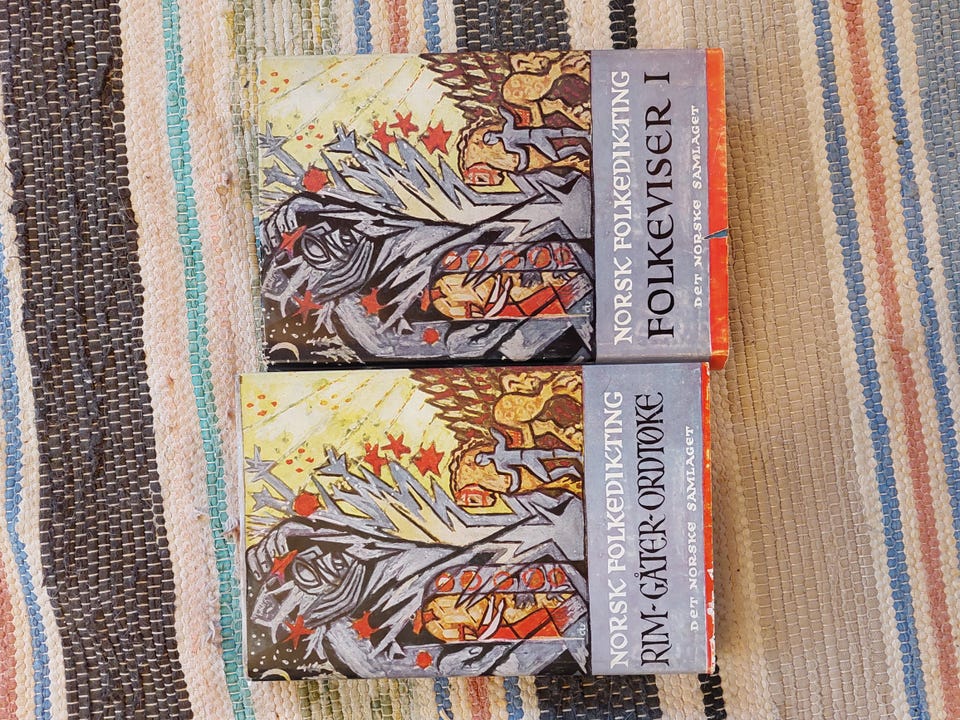 NORSK FOLKEDIKTING
FOLKEVISER I
DET NORSKE SAMLAGET
NORSK FOLKEDIKTING
RIM-GÅTER-ORDTØKE
DET NORSKE SAMLAGET